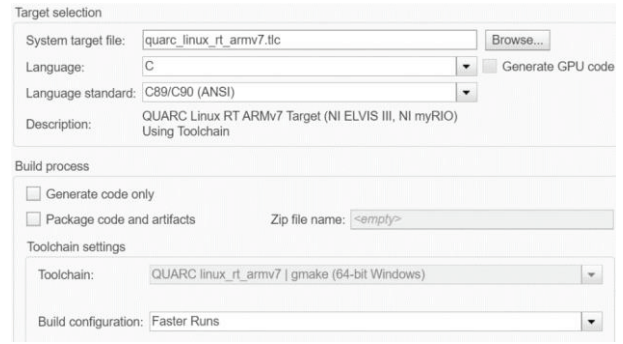 Target selection
System target file: quarc_linux_rt_armv7.tlc Browse...
Language: C Generate GPU code
Language standard: C89/C90 (ANSI)
Description: QUARC Linux RT ARMv7 Target (NI ELVIS III, NI myRIO)
Using Toolchain
Build process
Generate code only
Package code and artifacts Zip file name: <empty>
Toolchain settings
Toolchain: QUARC linux_rt_armv7 | gmake (64-bit Windows)
Build configuration: Faster Runs